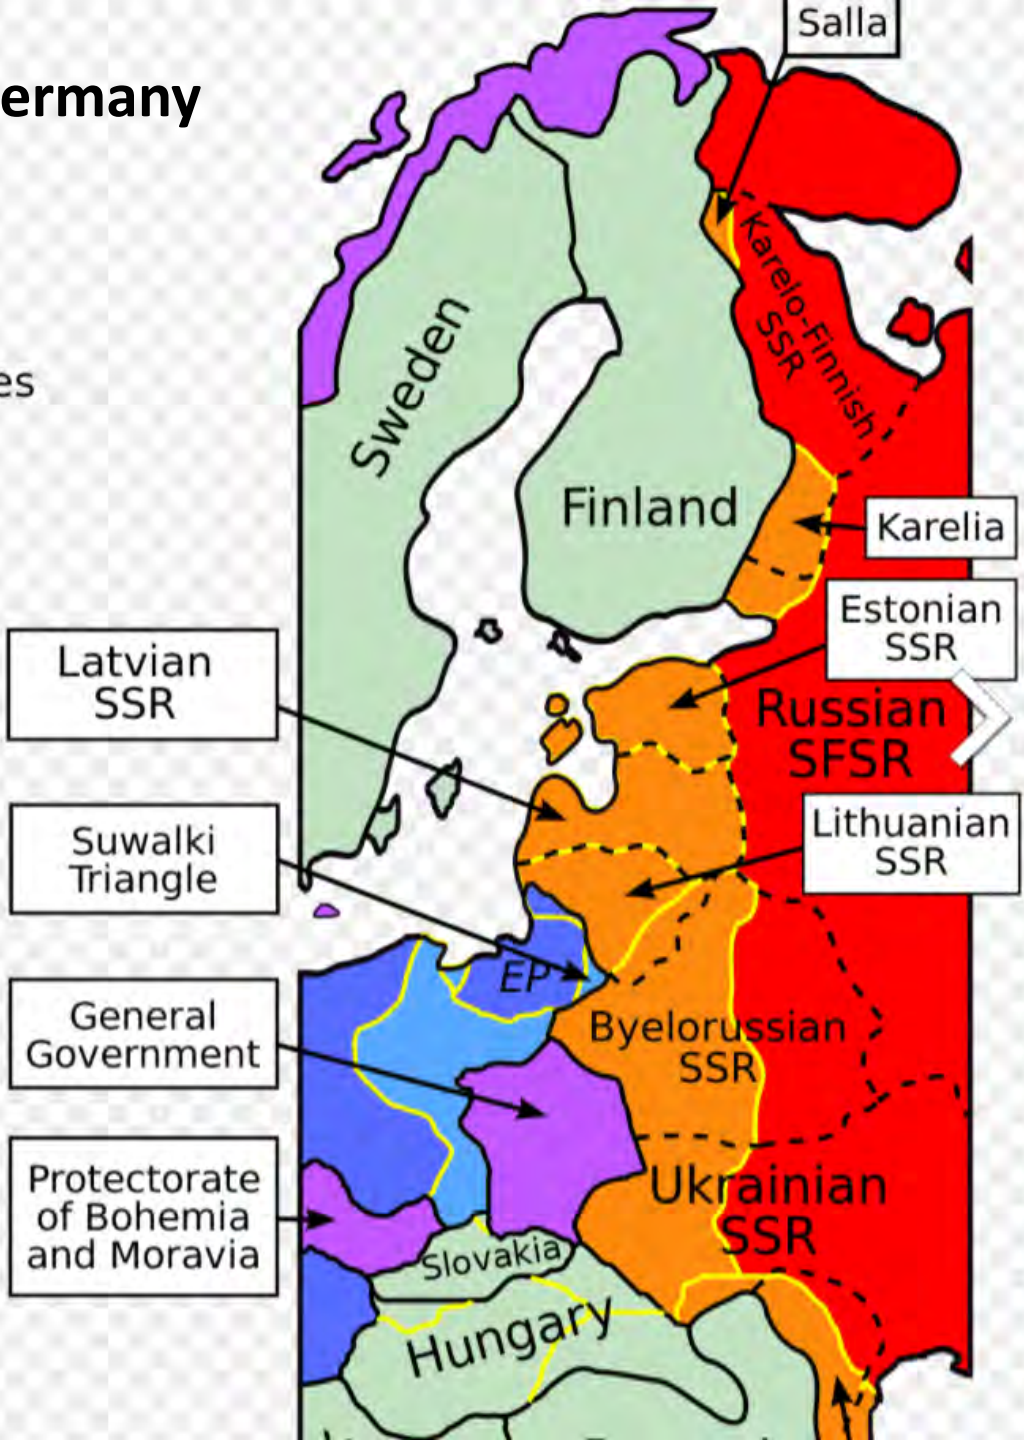 Salla
ermany
Karelo-Finnish
SSR
es
Sweden
Finland
Karelia
Estonian
SSR
Latvian
SSR
Russian
SFSR
Suwalki
Triangle
Lithuanian
SSR
EP
General
Government
Byelorussian
SSR
Protectorate
of Bohemia
and Moravia
Ukrainian
SSR
Slovakia
Hungary